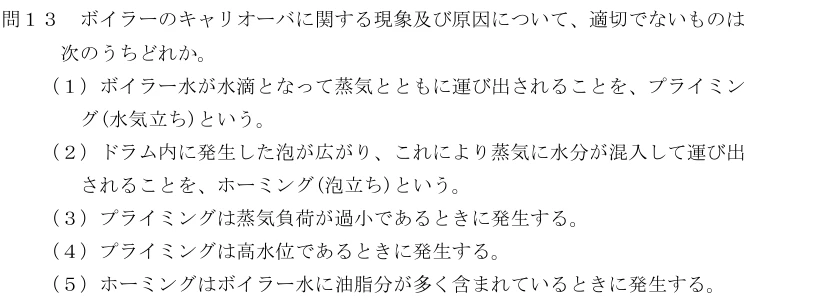 問１３　ボイラーのキャリオーバに関する現象及び原因について、適切でないものは
次のうちどれか。
（１）ボイラー水が水滴となって蒸気とともに運び出されることを、プライミン
グ(水気立ち)という。
（２）ドラム内に発生した泡が広がり、これにより蒸気に水分が混入して運び出
されることを、ホーミング(泡立ち)という。
（３）プライミングは蒸気負荷が過小であるときに発生する。
（４）プライミングは高水位であるときに発生する。
（５）ホーミングはボイラー水に油脂分が多く含まれているときに発生する。